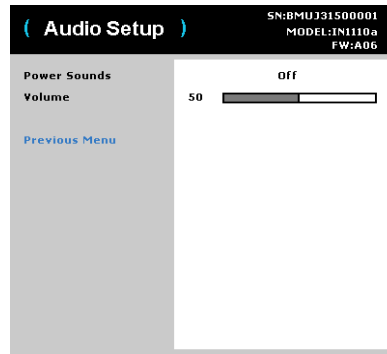 ( Audio Setup )
SN:BMUJ31500001
MODEL:IN1110a
FW:A06
Power Sounds Off
Volume 50
Previous Menu